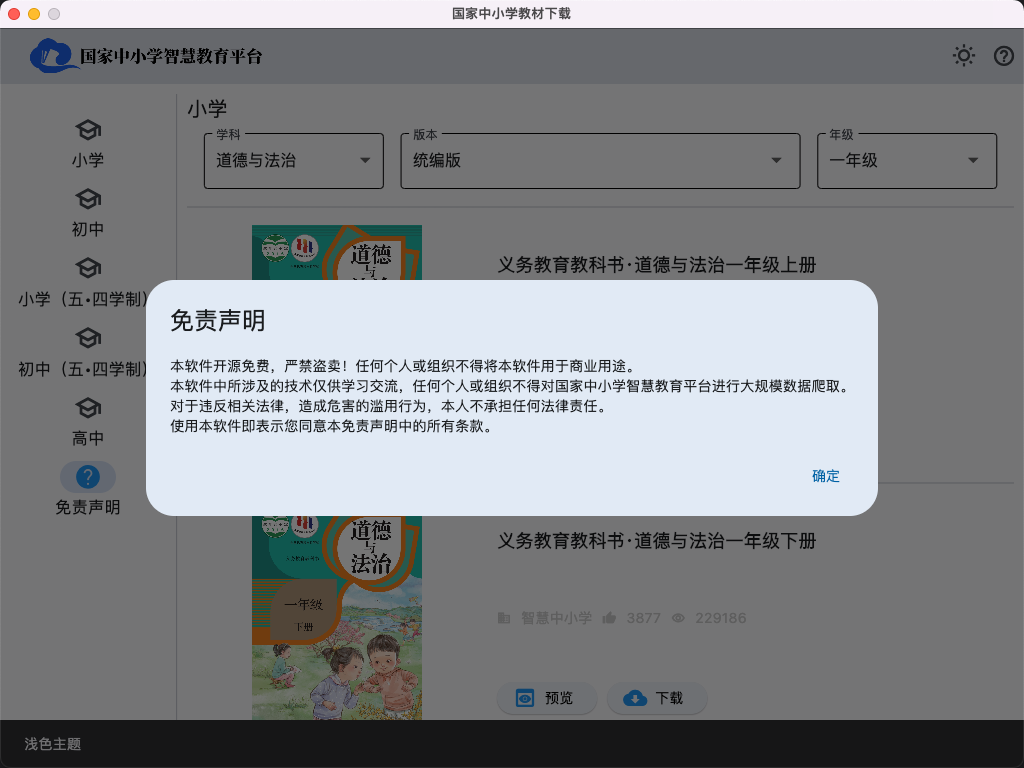 国家中小学教材下载
国家中小学智慧教育平台
小学
初中
小学（五•四学制）
初中（五•四学制）
高中
免责声明
小学
学科
道德与法治
版本
统编版
年级
一年级
道德
与
义务教育教科书·道德与法治一年级上册
免责声明
本软件开源免费，严禁盗卖！任何个人或组织不得将本软件用于商业用途。
本软件中所涉及的技术仅供学习交流，任何个人或组织不得对国家中小学智慧教育平台进行大规模数据爬取。
对于违反相关法律，造成危害的滥用行为，本人不承担任何法律责任。
使用本软件即表示您同意本免责声明中的所有条款。
确定
道德
与
法治
一年级
下册
义务教育教科书·道德与法治一年级下册
智慧中小学 3877 229186
预览
下载
浅色主题